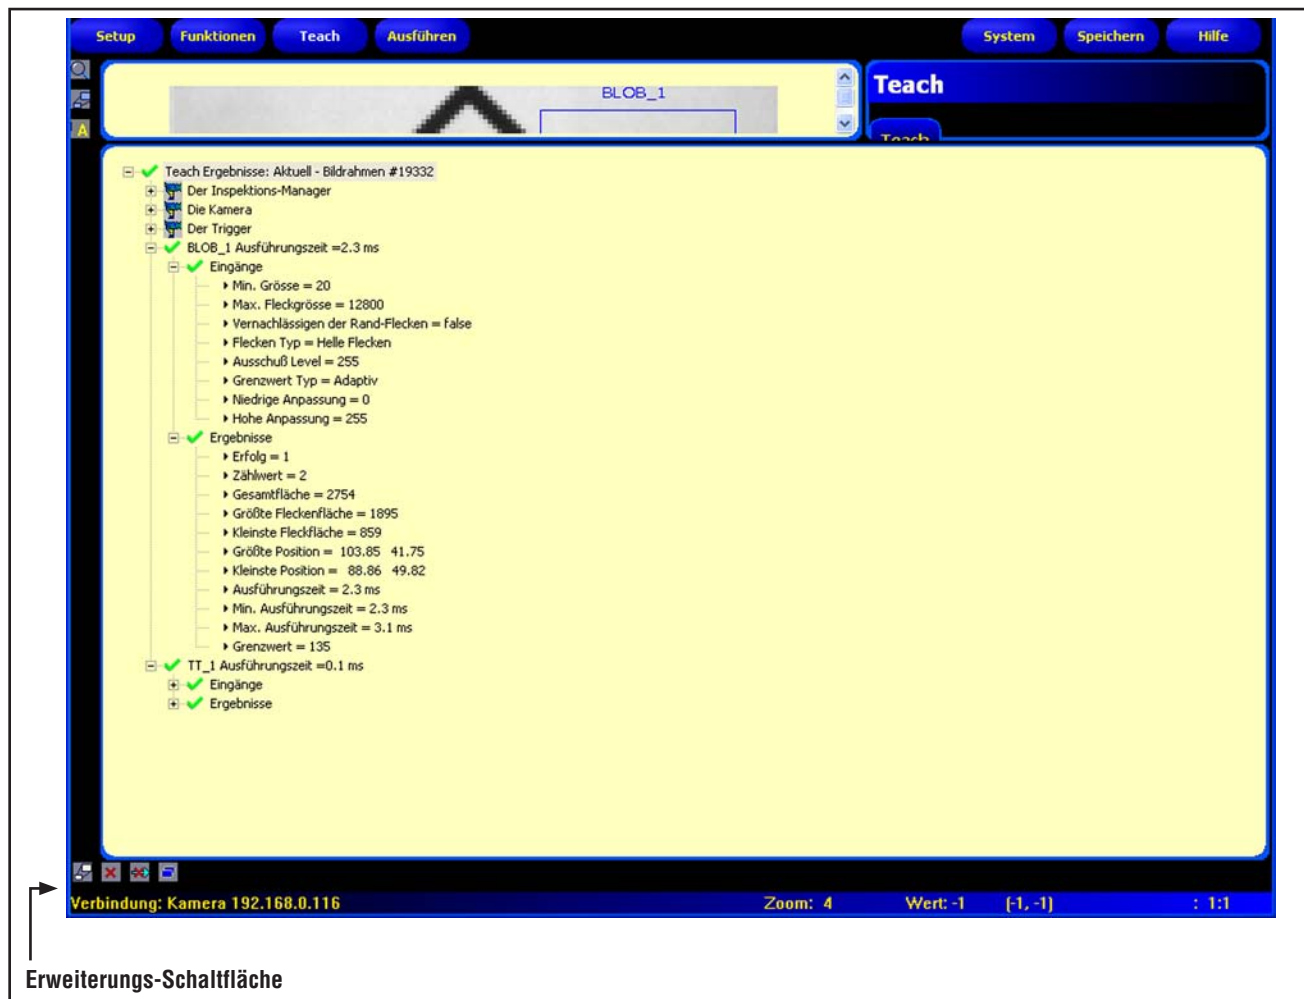 Setup Funktionen Teach Ausführen System Speichern Hilfe
A
BLOB_1
Teach
Teach
Teach Ergebnisse: Aktuell - Bildrahmen #19332
Der Inspektions-Manager
Die Kamera
Der Trigger
BLOB_1 Ausführungszeit =2.3 ms
Eingänge
Min. Grösse = 20
Max. Fleckgrösse = 12800
Vernachlässigen der Rand-Flecken = false
Flecken Typ = Helle Flecken
Ausschuß Level = 255
Grenzwert Typ = Adaptiv
Niedrige Anpassung = 0
Hohe Anpassung = 255
Ergebnisse
Erfolg = 1
Zählwert = 2
Gesamtfläche = 2754
Größte Fleckenfläche = 1895
Kleinste Fleckfläche = 859
Größte Position = 103.85 41.75
Kleinste Position = 88.86 49.82
Ausführungszeit = 2.3 ms
Min. Ausführungszeit = 2.3 ms
Max. Ausführungszeit = 3.1 ms
Grenzwert = 135
TT_1 Ausführungszeit =0.1 ms
Eingänge
Ergebnisse
Verbindung: Kamera 192.168.0.116 Zoom: 4 Wert: -1 (-1, -1) : 1:1
Erweiterungs-Schaltfläche